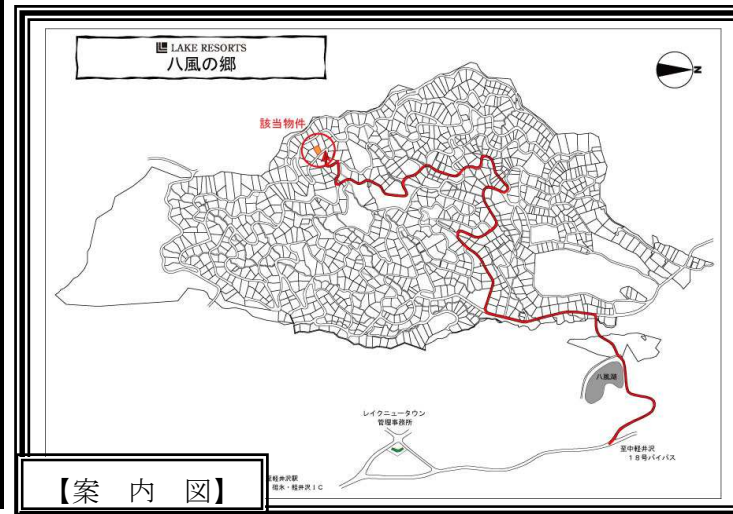 LAKE RESORTS
八風の郷
N
該当物件
八風湖
レイクニュータウン
管理事務所
至中軽井沢
18号バイパス
至軽井沢駅
碓氷・軽井沢IC
【案 内 図】